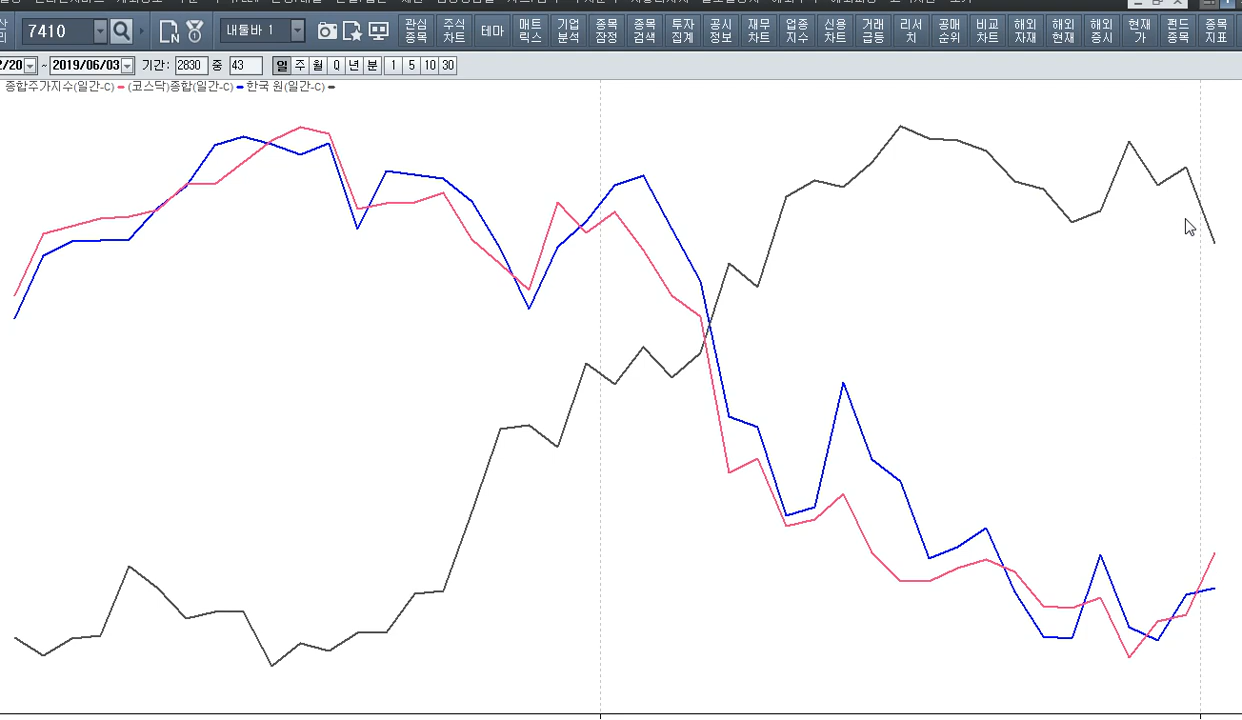 7410 내툴바 1 관심종목 주식차트 테마 매트릭스 기업분석 종목잠정 종목검색 투자집계 공시정보 재무차트 업종지수 신용차트 거래급등 리서치 공매순위 비교차트 해외자재 해외현재 해외증시 현재가 펀드종목 종목지표
2/20 ~ 2019/06/03 기간: 2830 중 43 일 주 월 Q 년 분 1 5 10 30
종합주가지수(일간-C) (코스닥)종합(일간-C) 한국 원(일간-C)